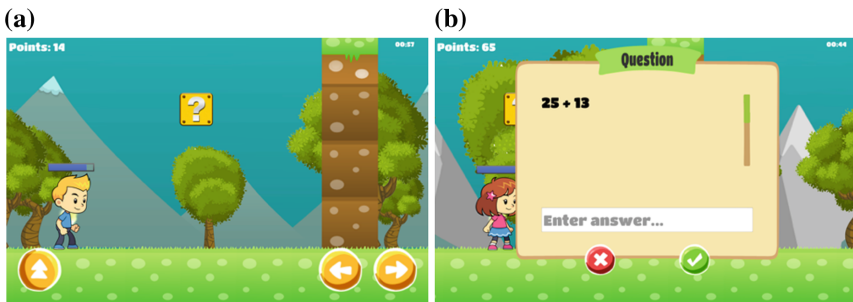 (a)
Points: 14
00:57
?
(b)
Points: 65
00:44
Question
25 + 13
Enter answer...